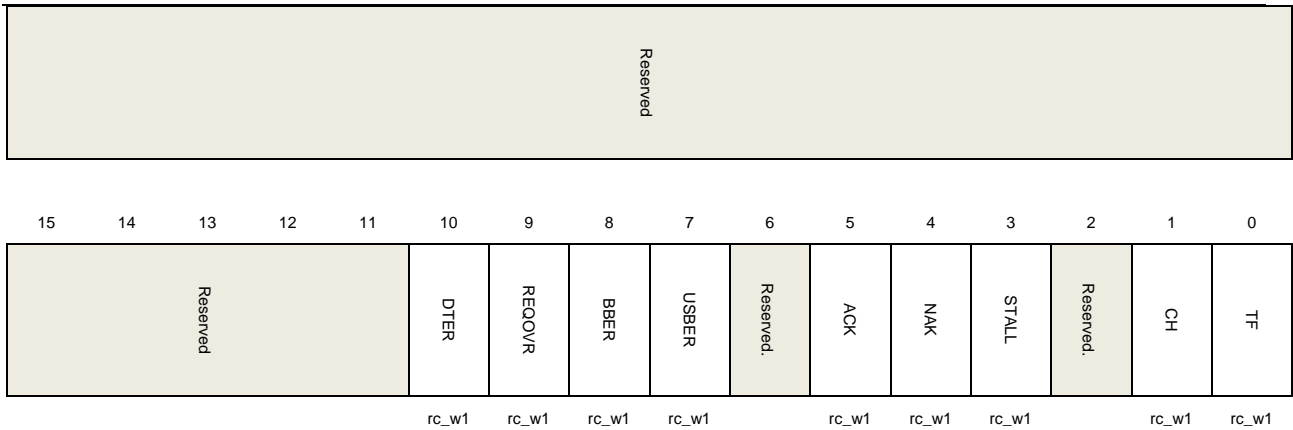 Reserved
15 14 13 12 11 10 9 8 7 6 5 4 3 2 1 0
Reserved DTER REQOVR BBER USBER Reserved. ACK NAK STALL Reserved. CH TF
rc_w1 rc_w1 rc_w1 rc_w1 rc_w1 rc_w1 rc_w1 rc_w1 rc_w1